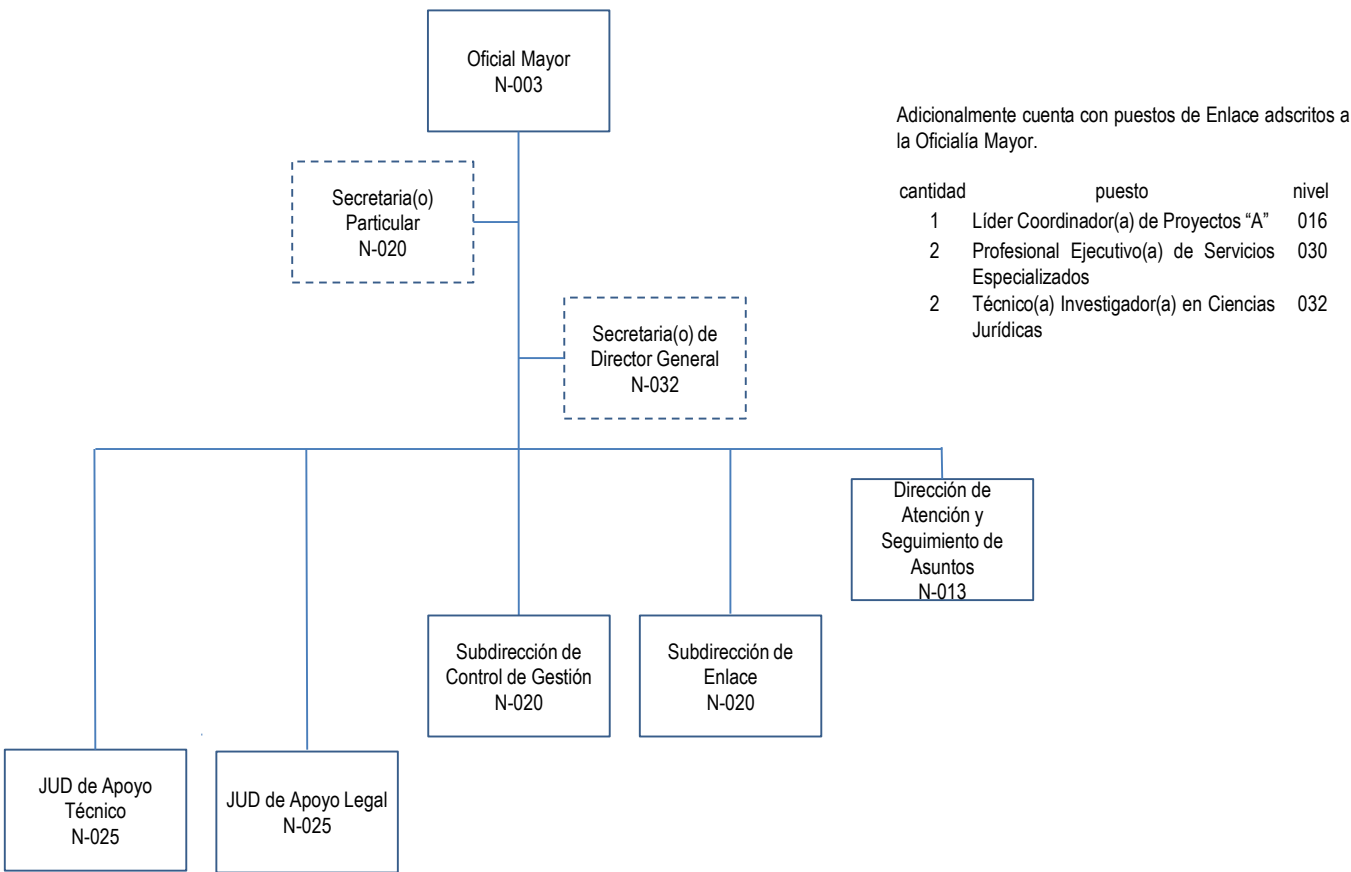 Oficial Mayor
N-003
Adicionalmente cuenta con puestos de Enlace adscritos a
la Oficialía Mayor.
cantidad puesto nivel
1 Líder Coordinador(a) de Proyectos “A” 016
2 Profesional Ejecutivo(a) de Servicios 030
Especializados
2 Técnico(a) Investigador(a) en Ciencias 032
Jurídicas
Secretaria(o)
Particular
N-020
Secretaria(o) de
Director General
N-032
Dirección de
Atención y
Seguimiento de
Asuntos
N-013
Subdirección de
Control de Gestión
N-020
Subdirección de
Enlace
N-020
JUD de Apoyo
Técnico
N-025
JUD de Apoyo Legal
N-025